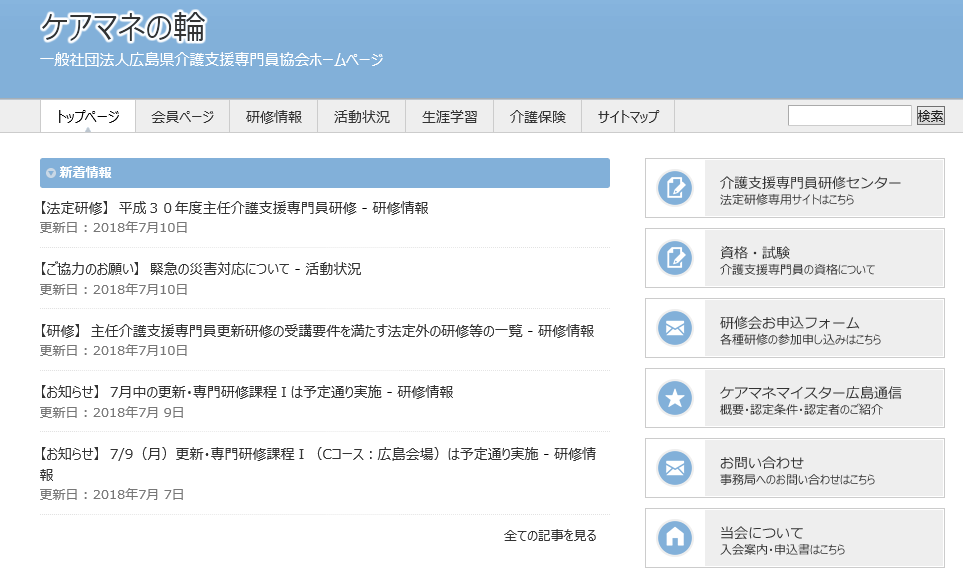 ケアマネの輪
一般社団法人広島県介護支援専門員協会ホームページ
トップページ
会員ページ
研修情報
活動状況
生涯学習
介護保険
サイトマップ
検索
新着情報
【法定研修】 平成３０年度主任介護支援専門員研修 - 研修情報
更新日：2018年7月10日
【ご協力のお願い】 緊急の災害対応について - 活動状況
更新日：2018年7月10日
【研修】 主任介護支援専門員更新研修の受講要件を満たす法定外の研修等の一覧 - 研修情報
更新日：2018年7月10日
【お知らせ】 7月中の更新・専門研修課程Ⅰは予定通り実施 - 研修情報
更新日：2018年7月 9日
【お知らせ】 7/9（月）更新・専門研修課程Ⅰ（Cコース：広島会場）は予定通り実施 - 研修情
報
更新日：2018年7月 7日
全ての記事を見る
介護支援専門員研修センター
法定研修専用サイトはこちら
資格・試験
介護支援専門員の資格について
研修会お申込フォーム
各種研修の参加申し込みはこちら
ケアマネマイスター広島通信
概要・認定条件・認定者のご紹介
お問い合わせ
事務局へのお問い合わせはこちら
当会について
入会案内・申込書はこちら